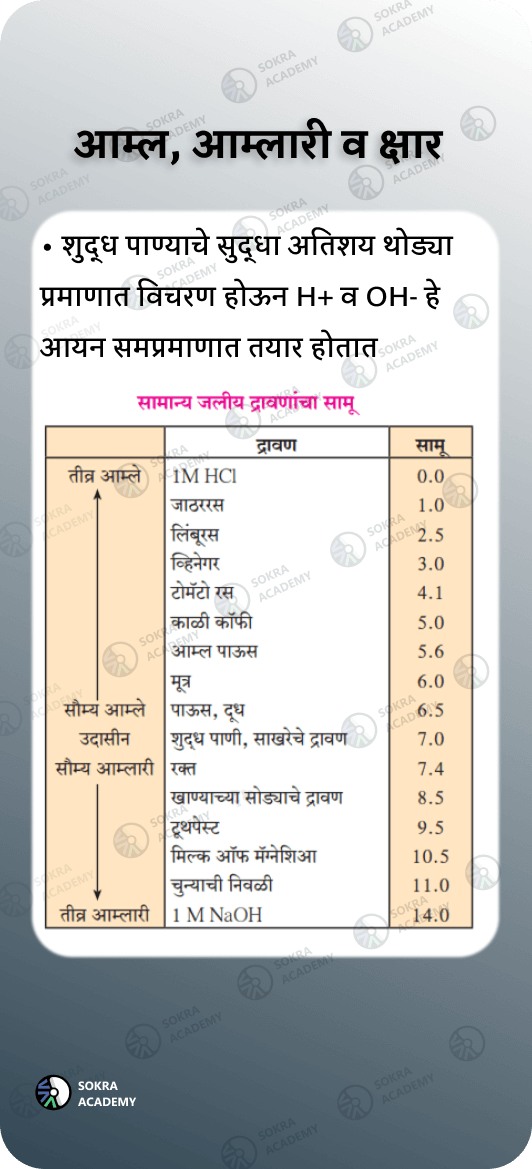 आम्ल, आम्लारी व क्षार
• शुद्ध पाण्याचे सुद्धा अतिशय थोड्या
प्रमाणात विचरण होऊन H+ व OH- हे
आयन समप्रमाणात तयार होतात
सामान्य जलीय द्रावणांचा सामू
द्रावण सामू
तीव्र आम्ले 1M HCl 0.0
जाठररस 1.0
लिंबूरस 2.5
व्हिनेगर 3.0
टोमॅटो रस 4.1
काळी कॉफी 5.0
आम्ल पाऊस 5.6
मूत्र 6.0
सौम्य आम्ले पाऊस, दूध 6.5
उदासीन शुद्ध पाणी, साखरेचे द्रावण 7.0
सौम्य आम्लारी रक्त 7.4
खाण्याच्या सोड्याचे द्रावण 8.5
टूथपेस्ट 9.5
मिल्क ऑफ मॅग्नेशिआ 10.5
चुन्याची निवळी 11.0
तीव्र आम्लारी 1 M NaOH 14.0
SOKRA
ACADEMY